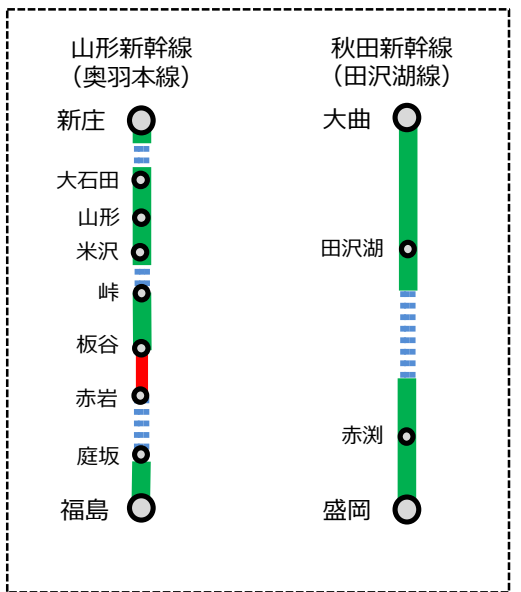 山形新幹線
（奥羽本線）
新庄
大石田
山形
米沢
峠
板谷
赤岩
庭坂
福島
秋田新幹線
（田沢湖線）
大曲
田沢湖
赤渕
盛岡